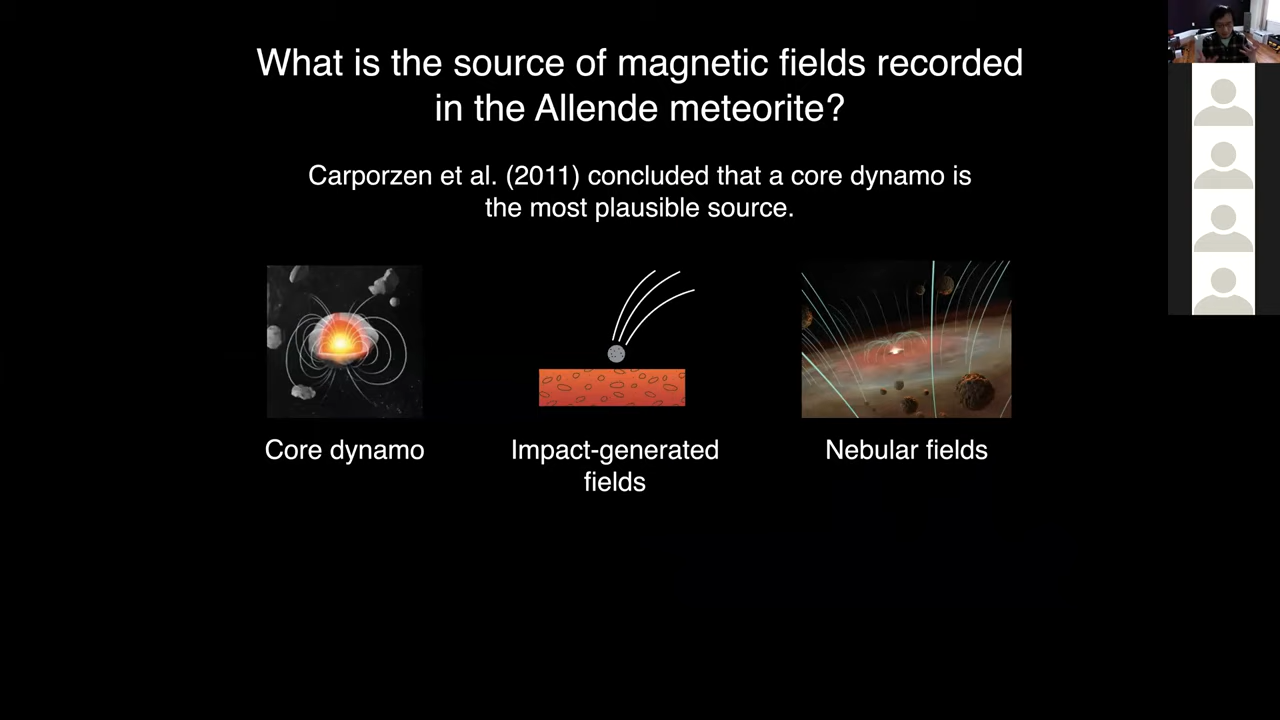 What is the source of magnetic fields recorded
in the Allende meteorite?
Carporzen et al. (2011) concluded that a core dynamo is
the most plausible source.
Core dynamo
Impact-generated
fields
Nebular fields